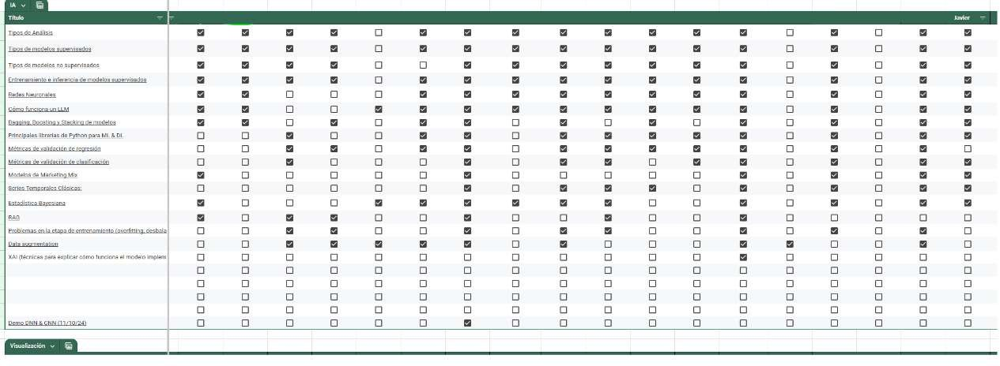 IA
Título
Javier
Tipos de Análisis
Tipos de modelos supervisados
Tipos de modelos no supervisados
Entrenamiento e inferencia de modelos supervisados
Redes Neuronales
Cómo funciona un LLM
Bagging, Boosting y Stacking de modelos
Principales librerías de Python para ML & DL
Métricas de validación de regresión
Métricas de validación de clasificación
Modelos de Marketing Mix
Series Temporales Clásicas:
Estadística Bayesiana
RAG
Problemas en la etapa de entrenamiento (overfitting, desbala
Data augmentation
XAI (técnicas para explicar cómo funciona el modelo implem
Demo DNN & CNN (11/10/24)
Visualización